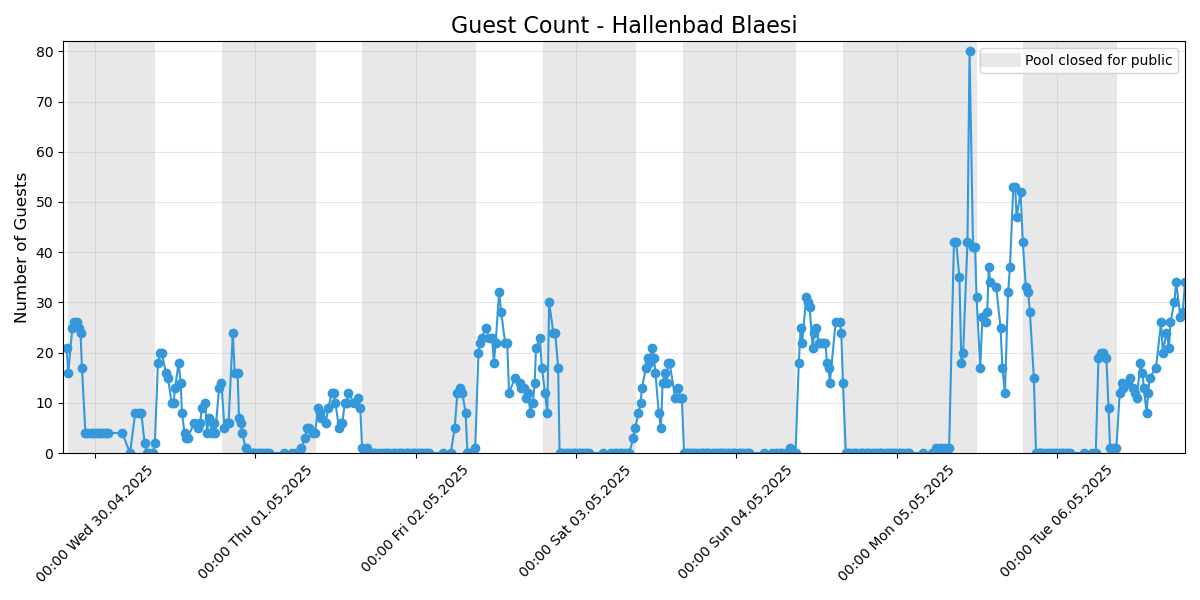 Guest Count - Hallenbad Blaesi
Pool closed for public
Number of Guests
80
70
60
50
40
30
20
10
0
00:00 Wed 30.04.2025
00:00 Thu 01.05.2025
00:00 Fri 02.05.2025
00:00 Sat 03.05.2025
00:00 Sun 04.05.2025
00:00 Mon 05.05.2025
00:00 Tue 06.05.2025